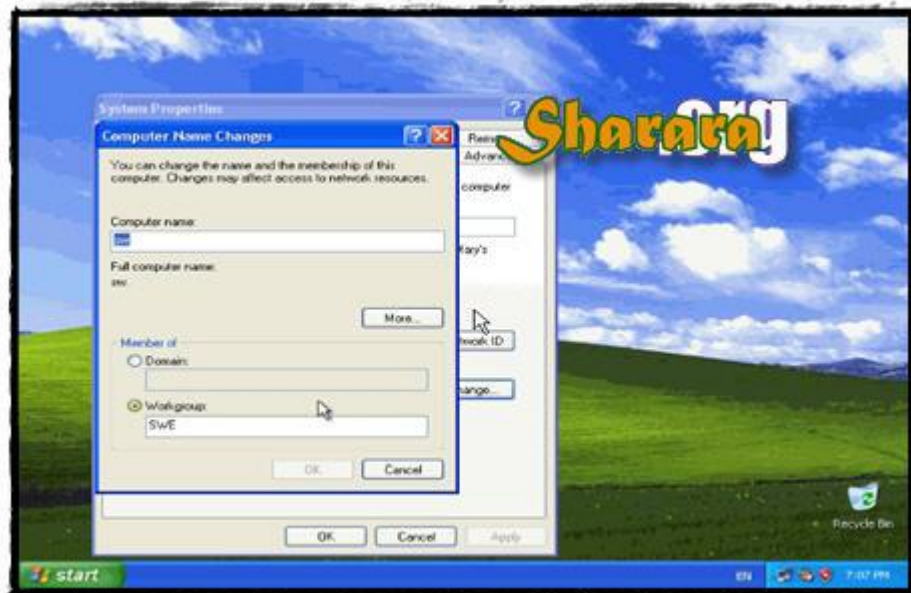 System Properties
Sharara.org
Computer Name Changes
Advanc
You can change the name and the membership of this
computer. Changes may affect access to network resources.
computer
Computer name:
Mary's
Full computer name:
More...
Member of
twork ID
Domain:
ange...
Workgroup:
SWE
OK
Cancel
Recycle Bin
OK
Cancel
Apply
start
EN
7:07 PM